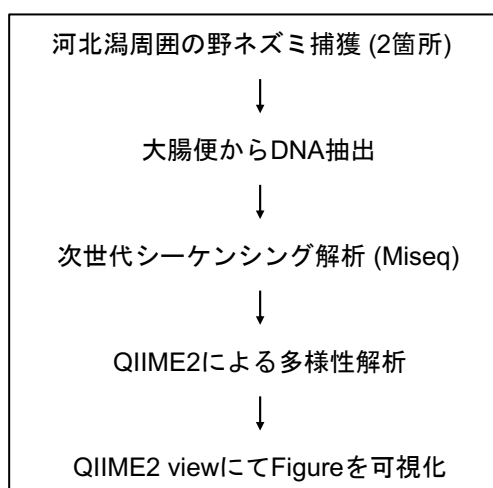 河北潟周囲の野ネズミ捕獲 (2箇所)
大腸便からDNA抽出
次世代シーケンシング解析 (Miseq)
QIIME2による多様性解析
QIIME2 viewにてFigureを可視化